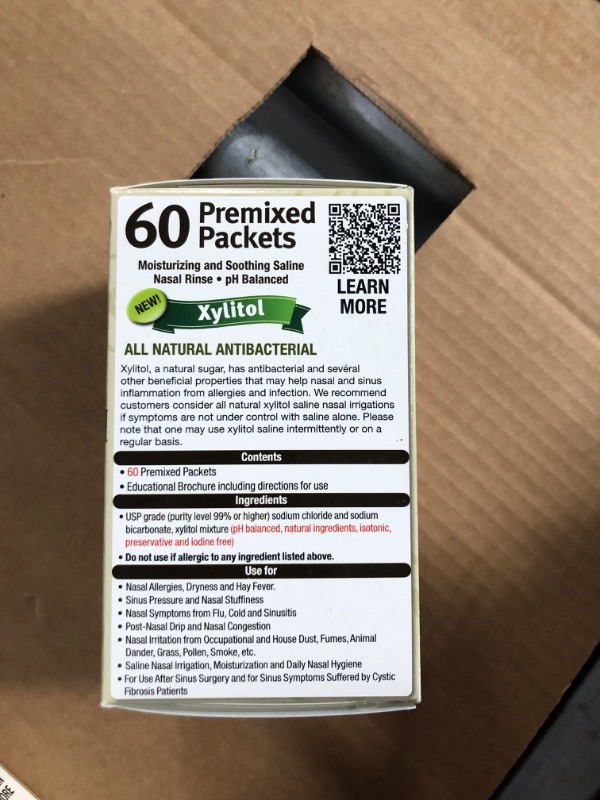 60 Premixed
Packets
Moisturizing and Soothing Saline
Nasal Rinse • pH Balanced
LEARN
MORE
NEW!
Xylitol
ALL NATURAL ANTIBACTERIAL
Xylitol, a natural sugar, has antibacterial and several
other beneficial properties that may help nasal and sinus
inflammation from allergies and infection. We recommend
customers consider all natural xylitol saline nasal irrigations
if symptoms are not under control with saline alone. Please
note that one may use xylitol saline intermittently or on a
regular basis.
Contents
• 60 Premixed Packets
• Educational Brochure including directions for use
Ingredients
• USP grade (purity level 99% or higher) sodium chloride and sodium
bicarbonate, xylitol mixture (pH balanced, natural ingredients, isotonic,
preservative and iodine free)
• Do not use if allergic to any ingredient listed above.
Use for
• Nasal Allergies, Dryness and Hay Fever.
• Sinus Pressure and Nasal Stuffiness
• Nasal Symptoms from Flu, Cold and Sinusitis
• Post-Nasal Drip and Nasal Congestion
• Nasal Irritation from Occupational and House Dust, Fumes, Animal
Dander, Grass, Pollen, Smoke, etc.
• Saline Nasal Irrigation, Moisturization and Daily Nasal Hygiene
• For Use After Sinus Surgery and for Sinus Symptoms Suffered by Cystic
Fibrosis Patients